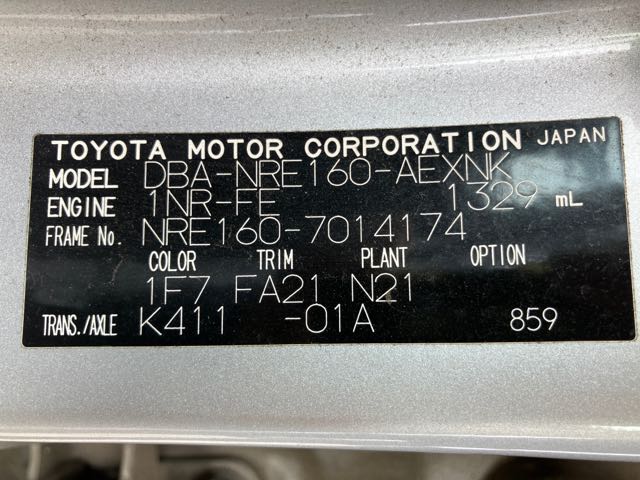 TOYOTA MOTOR CORPORATION JAPAN
MODEL DBA-NRE160-AEXNK
ENGINE 1NR-FE 1329 mL
FRAME No. NRE160-7014174
COLOR TRIM PLANT OPTION
1F7 FA21 N21
TRANS./AXLE K411 -01A 859